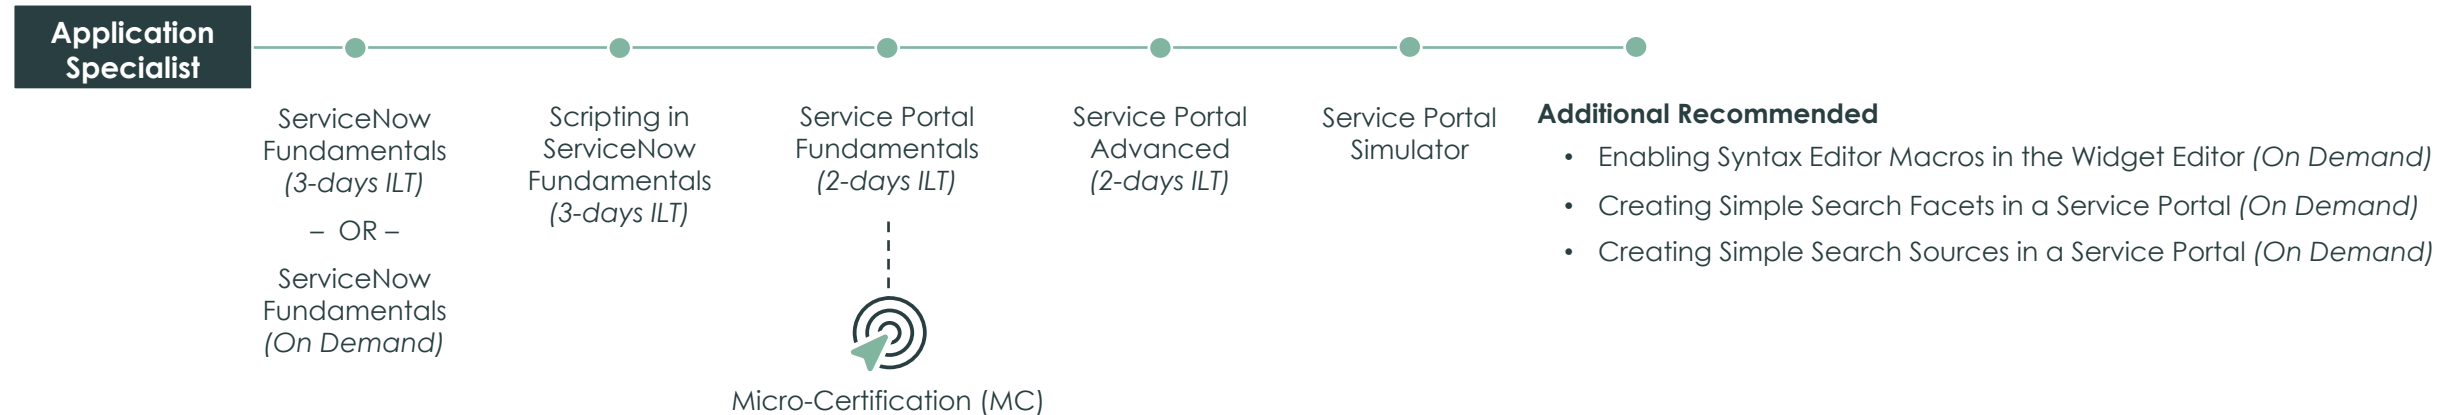 Application
Specialist
ServiceNow
Fundamentals
(3-days ILT)
– OR –
ServiceNow
Fundamentals
(On Demand)
Scripting in
ServiceNow
Fundamentals
(3-days ILT)
Service Portal
Fundamentals
(2-days ILT)
Micro-Certification (MC)
Service Portal
Advanced
(2-days ILT)
Service Portal
Simulator
Additional Recommended
• Enabling Syntax Editor Macros in the Widget Editor (On Demand)
• Creating Simple Search Facets in a Service Portal (On Demand)
• Creating Simple Search Sources in a Service Portal (On Demand)